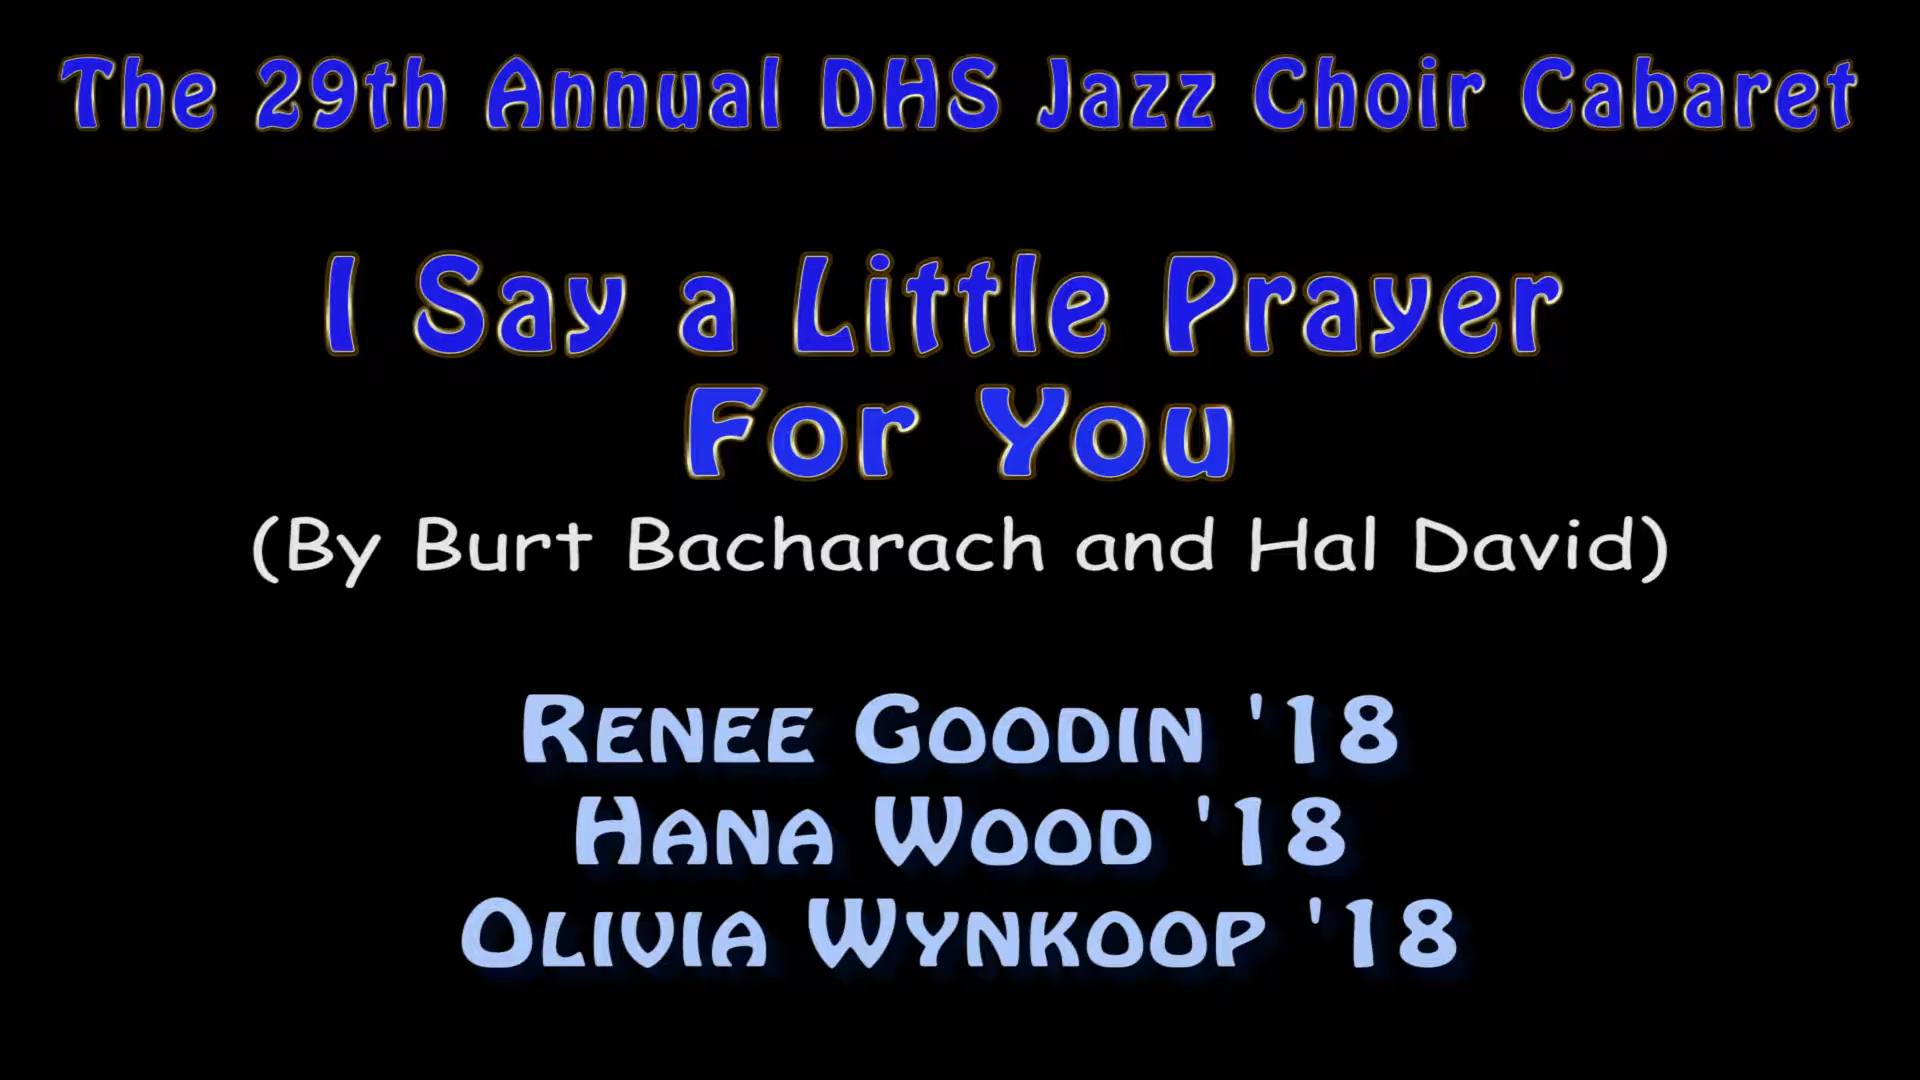 The 29th Annual DHS Jazz Choir Cabaret
I Say a Little Prayer
For You
(By Burt Bacharach and Hal David)
RENEE GOODIN '18
HANA WOOD '18
OLIVIA WYNKOOP '18